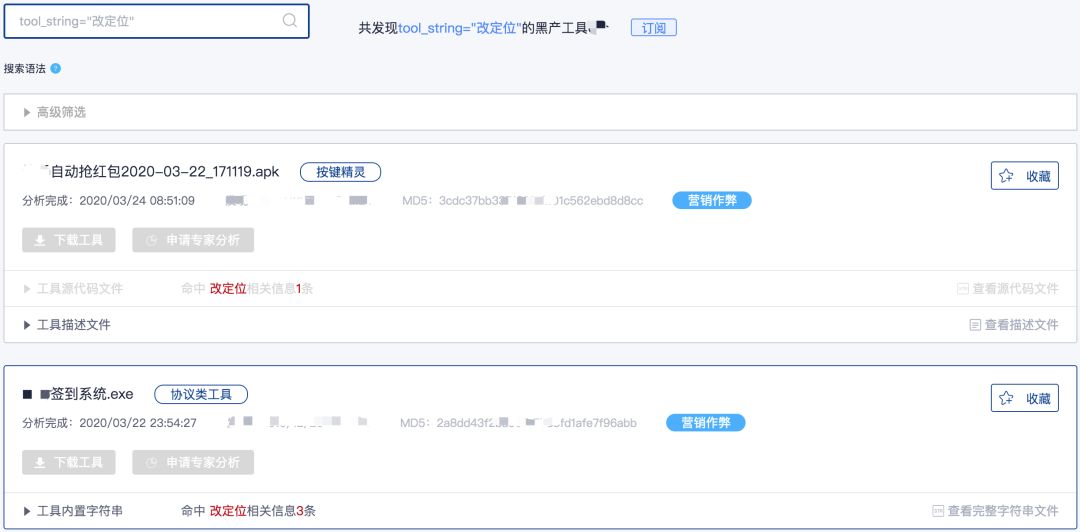 tool_string="改定位"
共发现tool_string="改定位"的黑产工具 订阅
搜索语法 ?
高级筛选
自动抢红包2020-03-22_171119.apk 按键精灵 收藏
分析完成：2020/03/24 08:51:09 MD5：3cdc37bb33 01c562ebd8d8cc 营销作弊
下载工具 申请专家分析
工具源代码文件 命中 改定位相关信息1条 查看源代码文件
工具描述文件 查看描述文件
签到系统.exe 协议类工具 收藏
分析完成：2020/03/22 23:54:27 MD5：2a8dd43f2 fd1afe7f96abb 营销作弊
下载工具 申请专家分析
工具内置字符串 命中 改定位相关信息3条 查看完整字符串文件